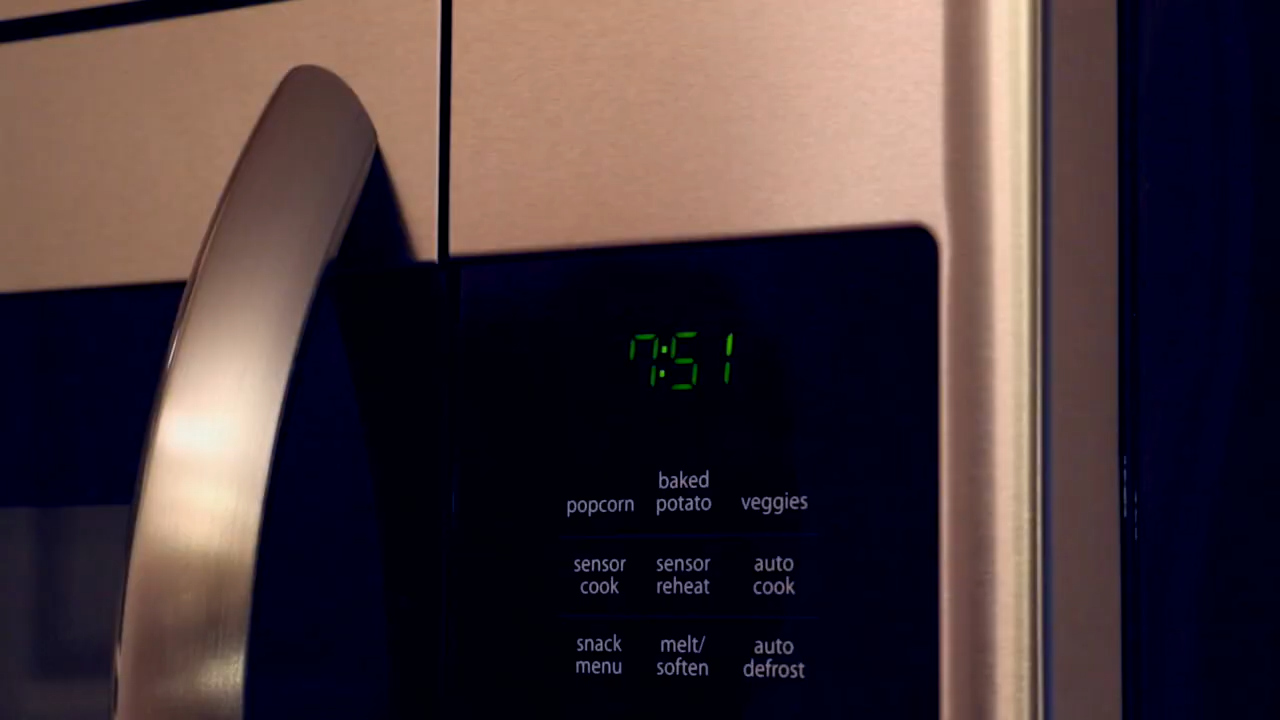 7:51
popcorn
baked
potato
veggies
sensor
cook
sensor
reheat
auto
cook
snack
menu
melt/
soften
auto
defrost